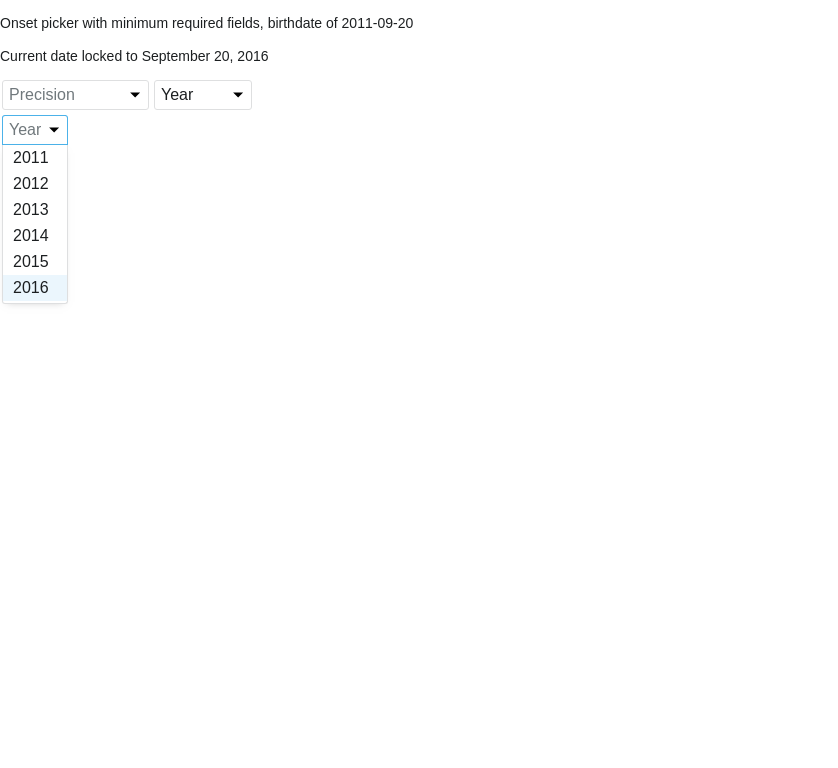 Onset picker with minimum required fields, birthdate of 2011-09-20
Current date locked to September 20, 2016
Precision Year
Year
2011
2012
2013
2014
2015
2016